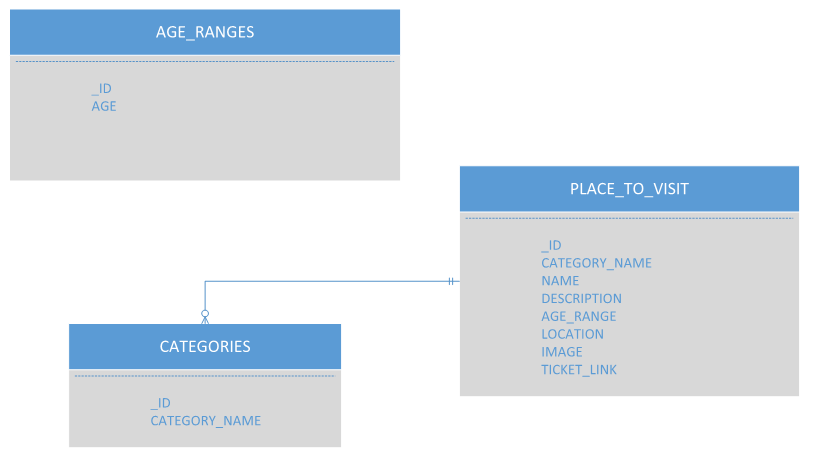 AGE_RANGES
_ID
AGE
PLACE_TO_VISIT
_ID
CATEGORY_NAME
NAME
DESCRIPTION
AGE_RANGE
LOCATION
IMAGE
TICKET_LINK
CATEGORIES
_ID
CATEGORY_NAME